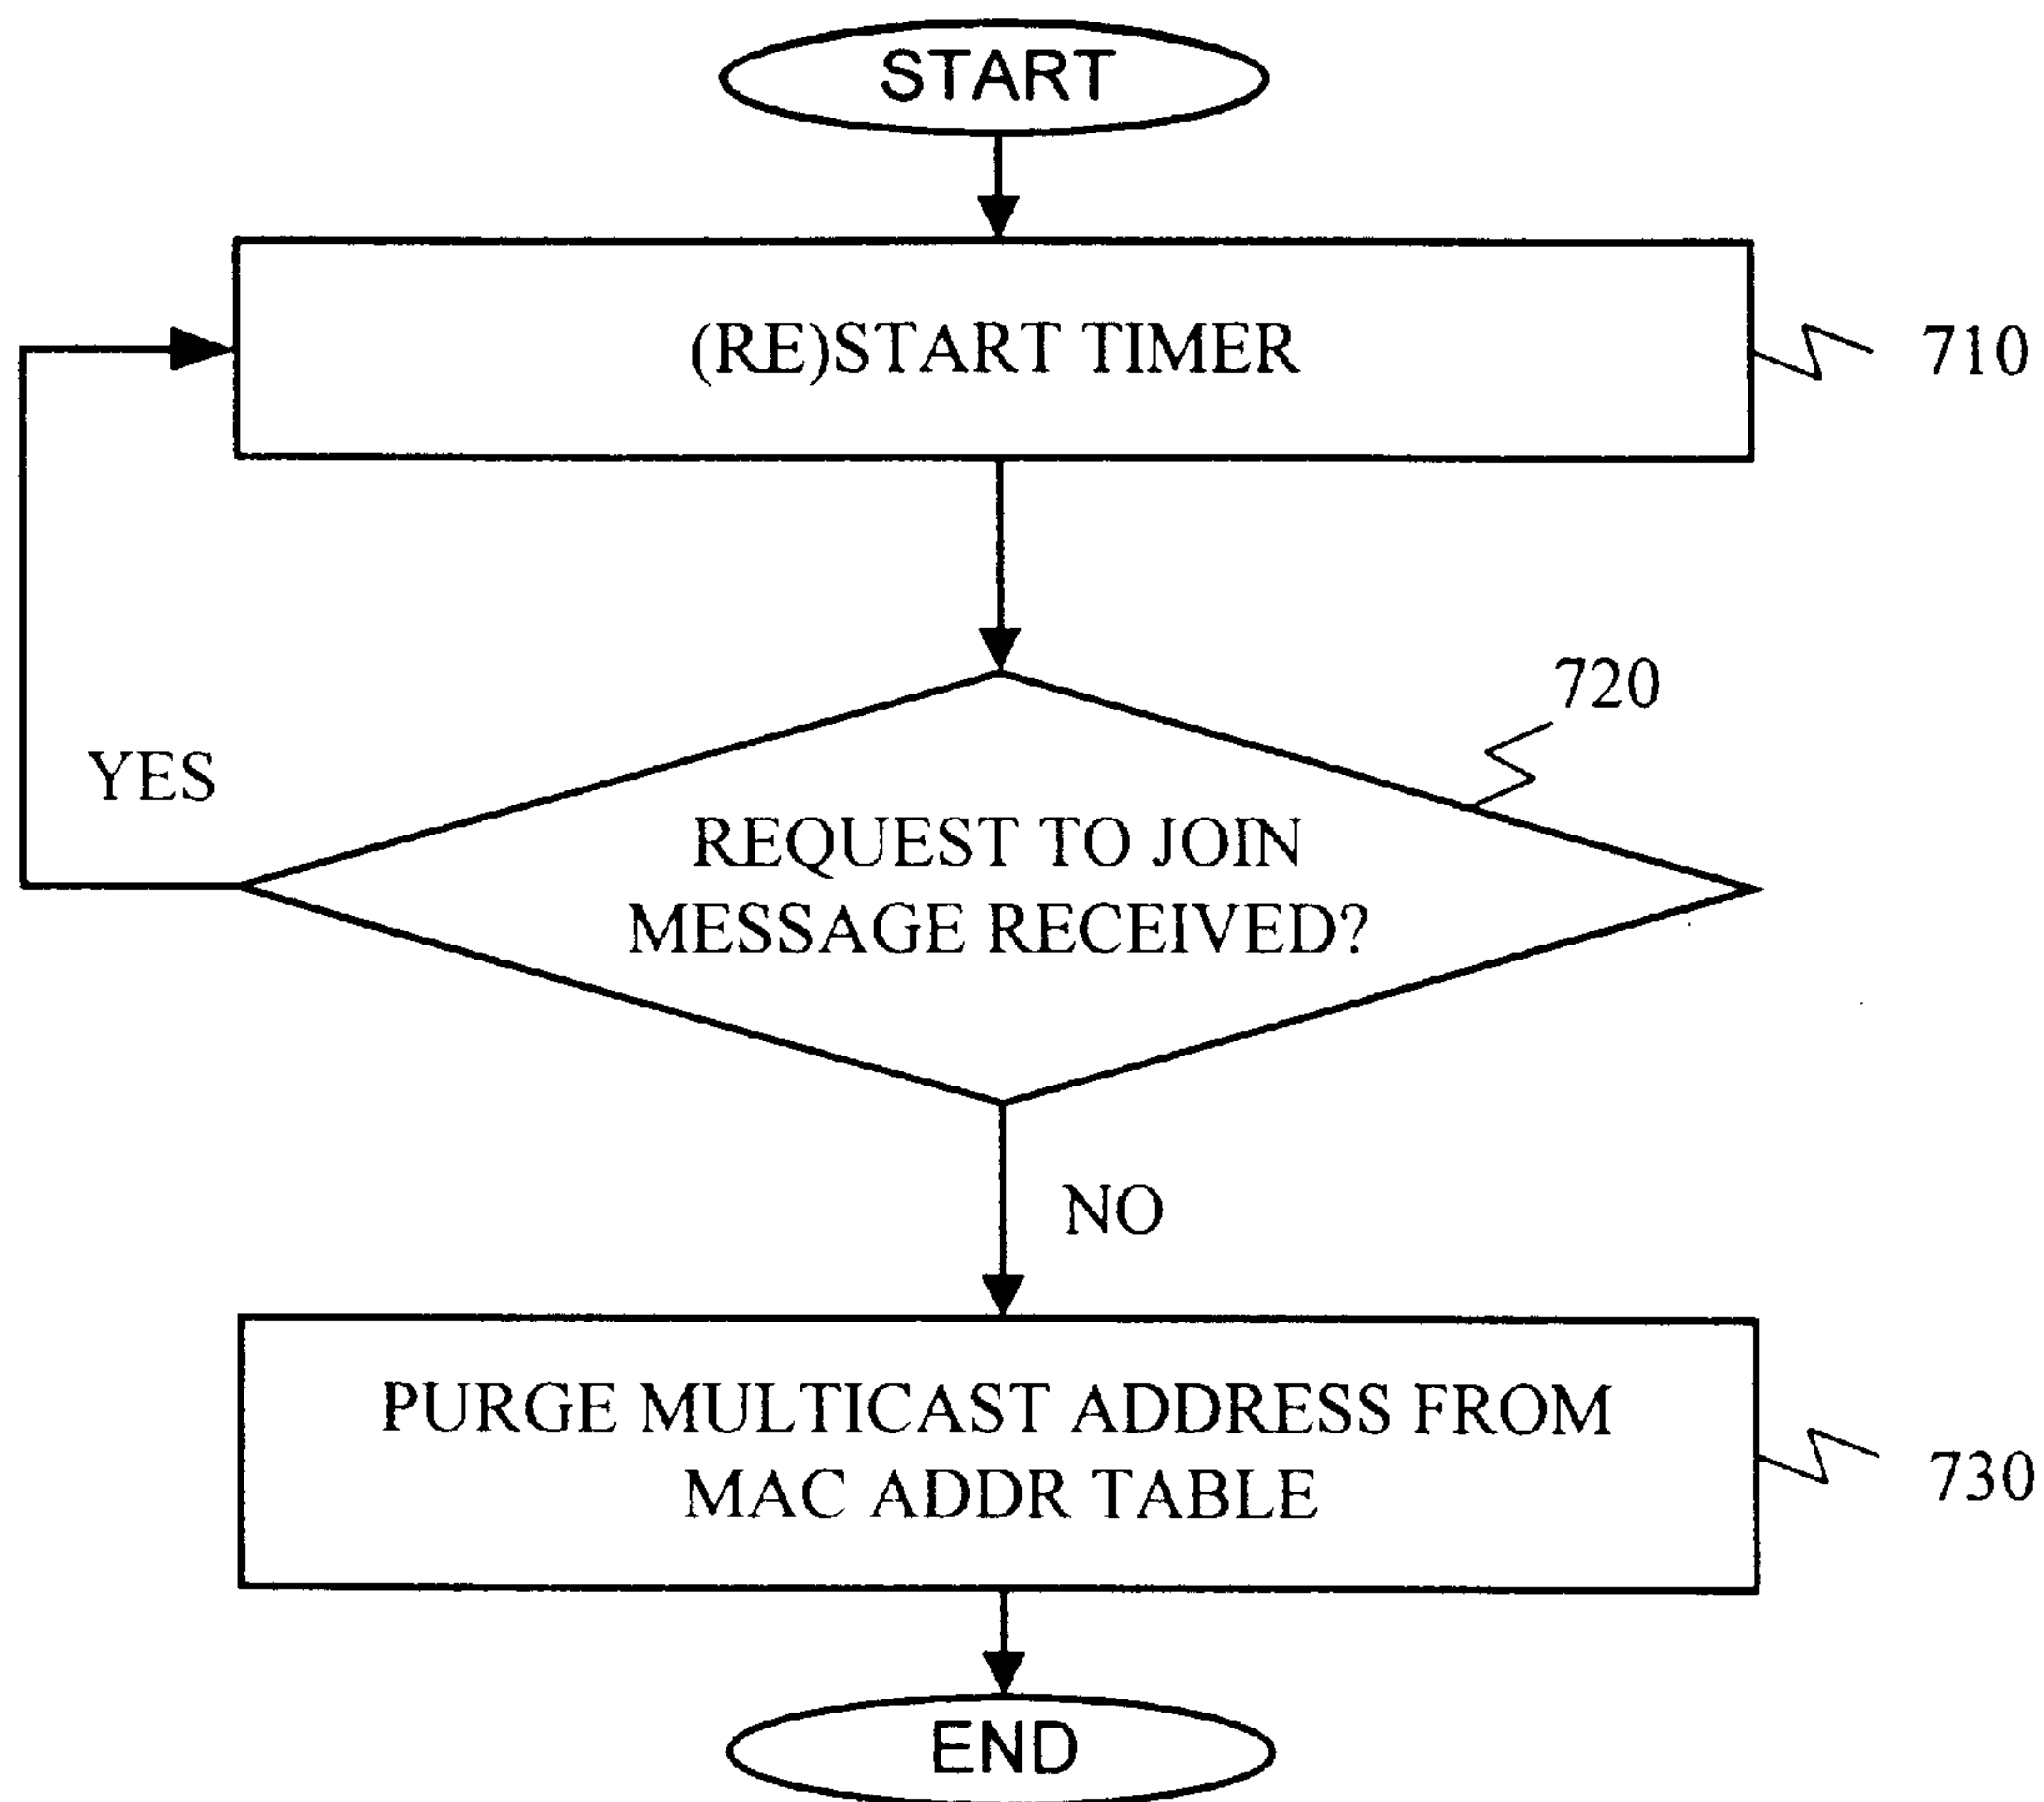 START
(RE)START TIMER
710
720
YES
REQUEST TO JOIN
MESSAGE RECEIVED?
NO
PURGE MULTICAST ADDRESS FROM
MAC ADDR TABLE
730
END